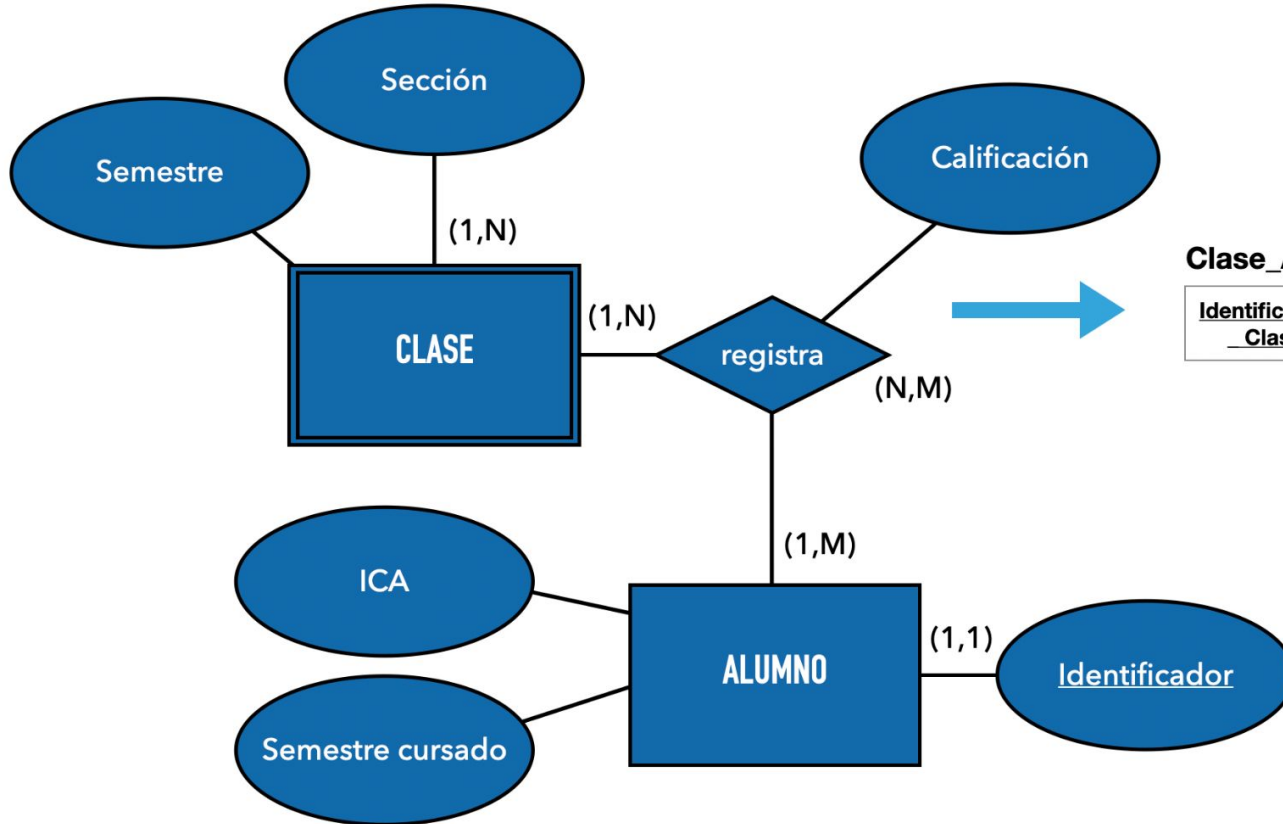 Sección
Semestre
Calificación
(1,N)
CLASE
(1,N)
registra
(N,M)
(1,M)
ICA
ALUMNO
(1,1)
Identificador
Semestre cursado